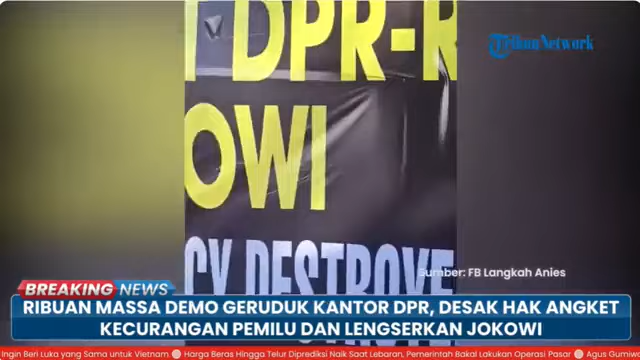 Tribun Network
DPR-R
OWI
CY DESTROYE
Sumber: FB Langkah Anies
BREAKING NEWS
RIBUAN MASSA DEMO GERUDUK KANTOR DPR, DESAK HAK ANGKET
KECURANGAN PEMILU DAN LENGSERKAN JOKOWI
Ingin Beri Luka yang Sama untuk Vietnam Harga Beras Hingga Telur Diprediksi Naik Saat Lebaran, Pemerintah Bakal Lakukan Operasi Pasar Agus